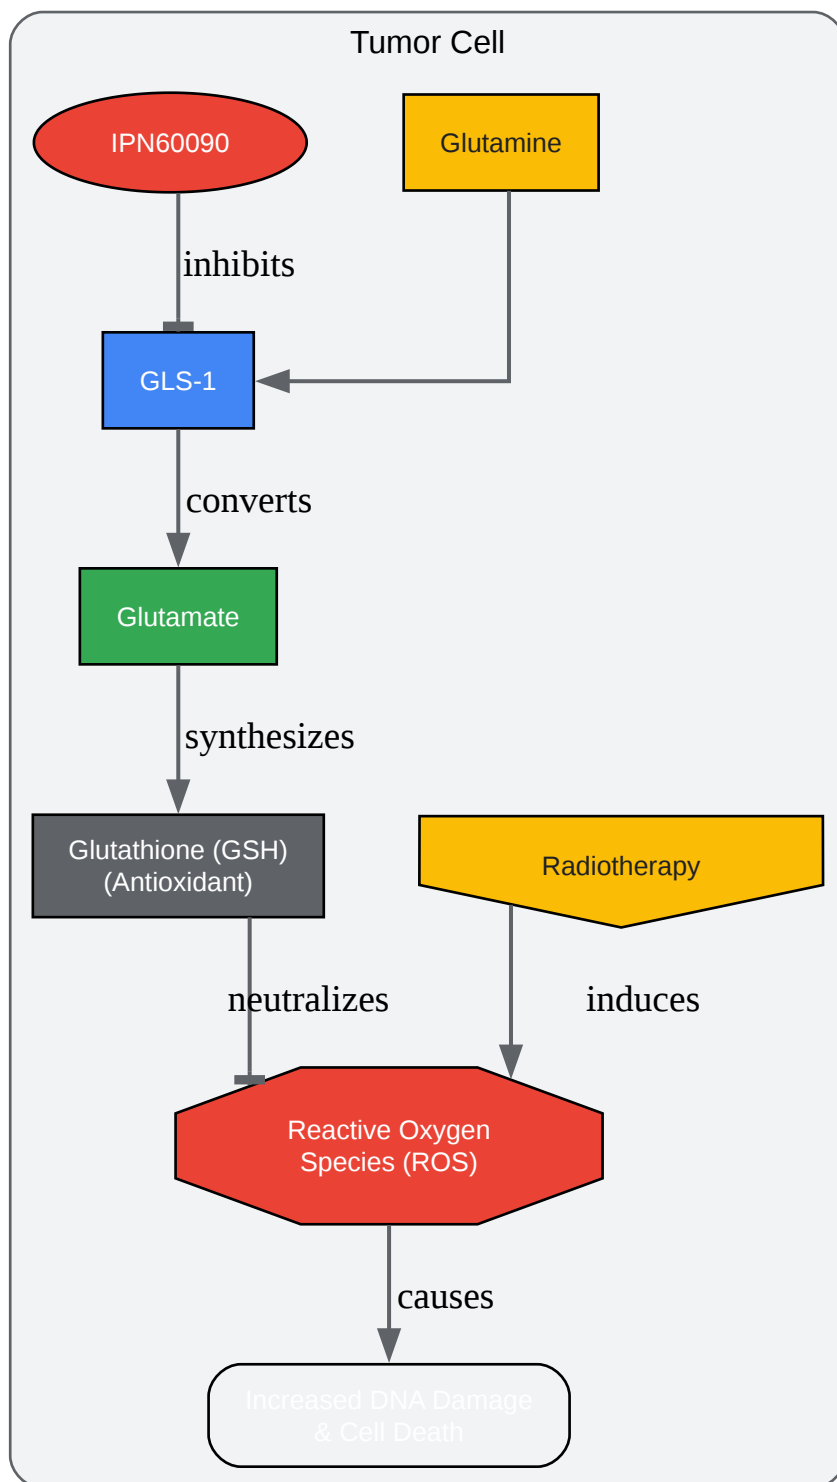 Tumor Cell
IPN60090
Glutamine
inhibits
GLS-1
converts
Glutamate
synthesizes
Glutathione (GSH)
(Antioxidant)
Radiotherapy
neutralizes
induces
Reactive Oxygen
Species (ROS)
causes
Increased DNA Damage
& Cell Death